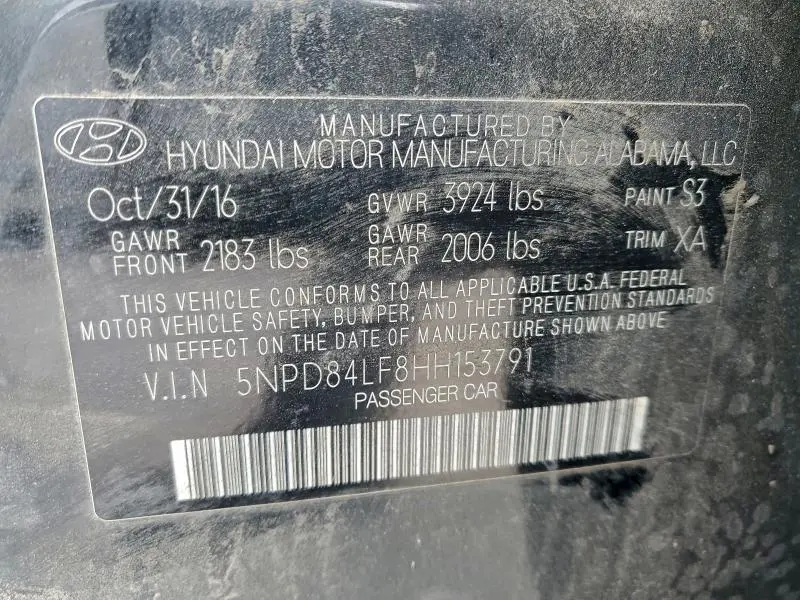 MANUFACTURED BY
HYUNDAI MOTOR MANUFACTURING ALABAMA, LLC
Oct/31/16 GVWR 3924 lbs PAINT S3
GAWR FRONT 2183 lbs GAWR REAR 2006 lbs TRIM XA
THIS VEHICLE CONFORMS TO ALL APPLICABLE U.S.A. FEDERAL
MOTOR VEHICLE SAFETY, BUMPER, AND THEFT PREVENTION STANDARDS
IN EFFECT ON THE DATE OF MANUFACTURE SHOWN ABOVE
V.I.N 5NPD84LF8HH153791
PASSENGER CAR